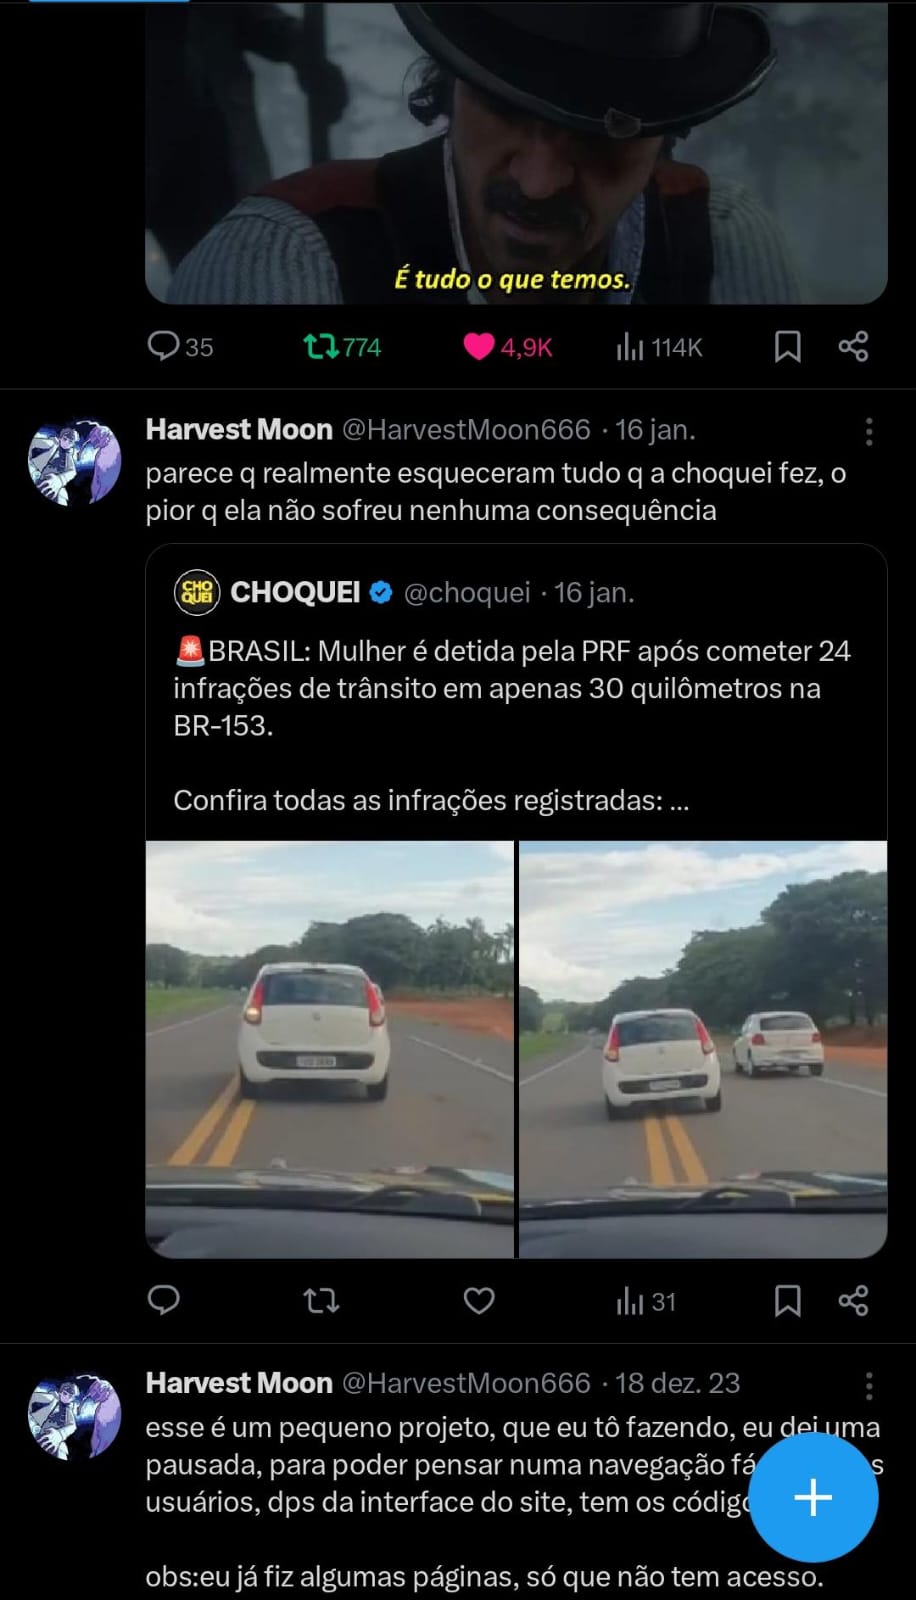 É tudo o que temos.
35 774 4,9K 114K
Harvest Moon @HarvestMoon666 · 16 jan.
parece q realmente esqueceram tudo q a choquei fez, o
pior q ela não sofreu nenhuma consequência
CHO
QUEI
CHOQUEI @choquei · 16 jan.
🚨BRASIL: Mulher é detida pela PRF após cometer 24
infrações de trânsito em apenas 30 quilômetros na
BR-153.
Confira todas as infrações registradas: ...
31
Harvest Moon @HarvestMoon666 · 18 dez. 23
esse é um pequeno projeto, que eu tô fazendo, eu dei uma
pausada, para poder pensar numa navegação
usuários, dps da interface do site, tem os
obs:eu já fiz algumas páginas, só que não tem acesso.